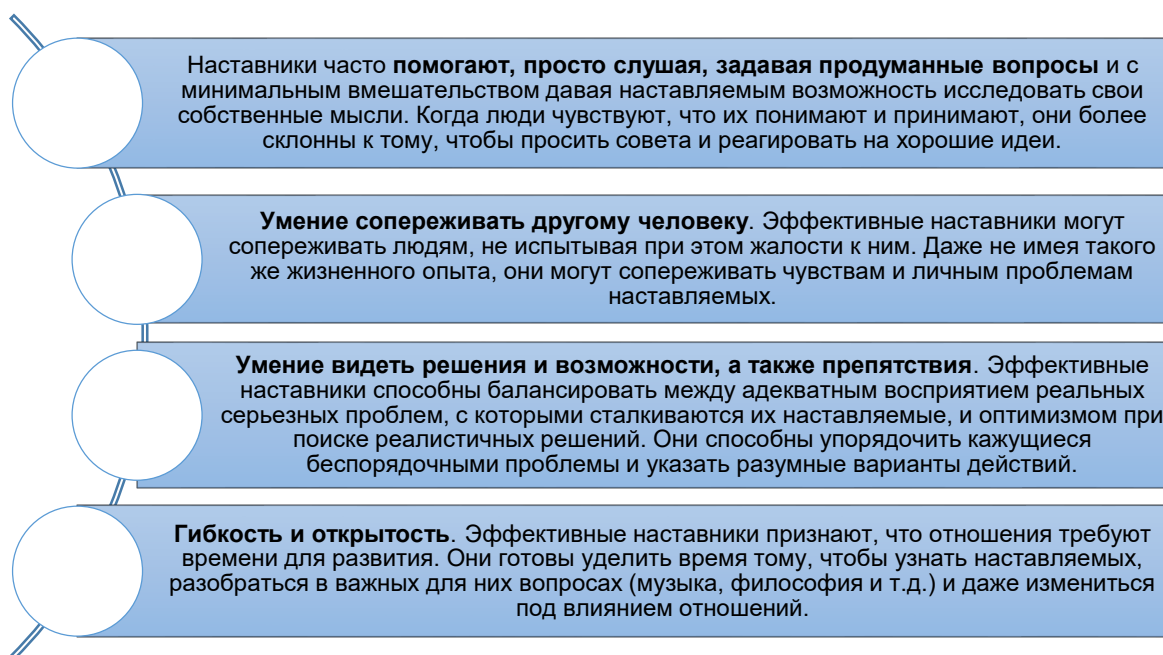 Наставники часто помогают, просто слушая, задавая продуманные вопросы и с
минимальным вмешательством давая наставляемым возможность исследовать свои
собственные мысли. Когда люди чувствуют, что их понимают и принимают, они более
склонны к тому, чтобы просить совета и реагировать на хорошие идеи.
Умение сопереживать другому человеку. Эффективные наставники могут
сопереживать людям, не испытывая при этом жалости к ним. Даже не имея такого
же жизненного опыта, они могут сопереживать чувствам и личным проблемам
наставляемых.
Умение видеть решения и возможности, а также препятствия. Эффективные
наставники способны балансировать между адекватным восприятием реальных
серьезных проблем, с которыми сталкиваются их наставляемые, и оптимизмом при
поиске реалистичных решений. Они способны упорядочить кажущиеся
беспорядочными проблемы и указать разумные варианты действий.
Гибкость и открытость. Эффективные наставники признают, что отношения требуют
времени для развития. Они готовы уделить время тому, чтобы узнать наставляемых,
разобраться в важных для них вопросах (музыка, философия и т.д.) и даже измениться
под влиянием отношений.